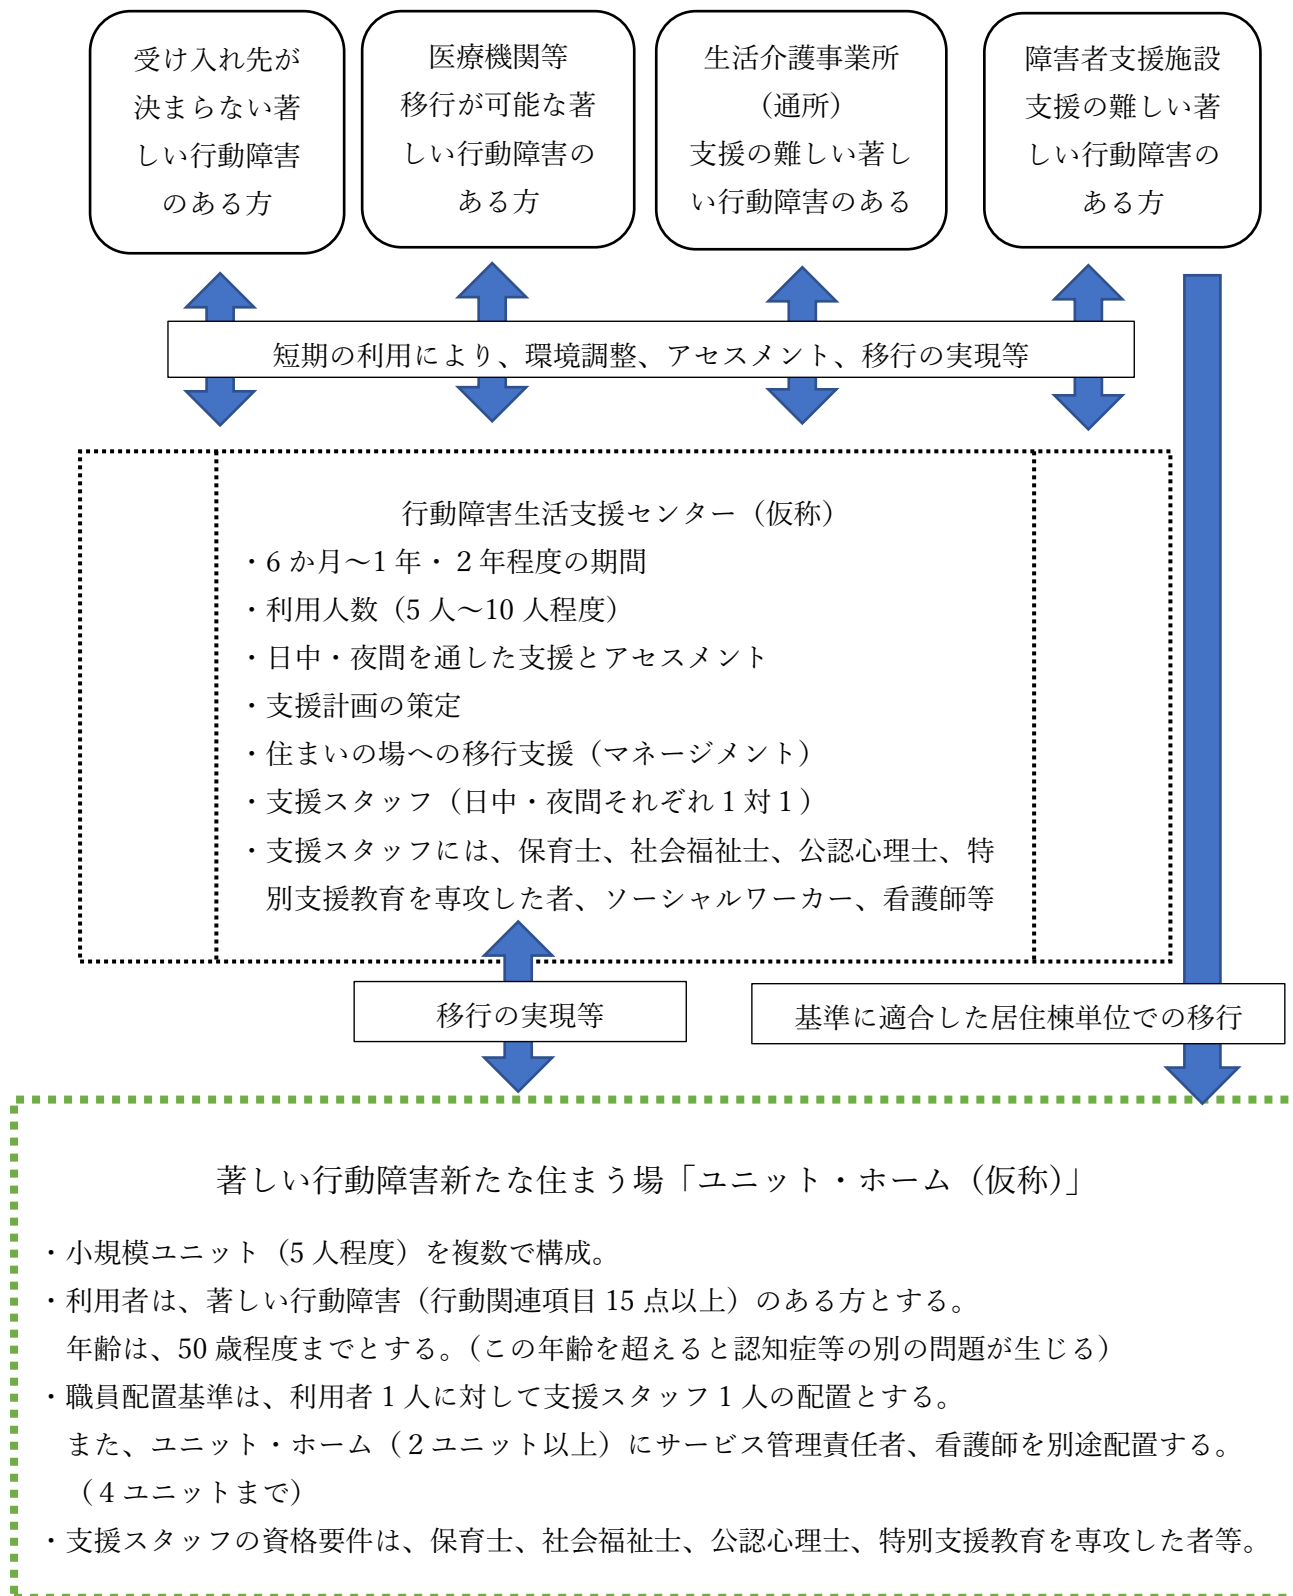 受け入れ先が
決まらない著
しい行動障害
のある方
医療機関等
移行が可能な著
しい行動障害の
ある方
生活介護事業所
（通所）
支援の難しい著し
い行動障害のある
障害者支援施設
支援の難しい著
しい行動障害の
ある方
短期の利用により、環境調整、アセスメント、移行の実現等
行動障害生活支援センター（仮称）
・6 か月～1 年・２年程度の期間
・利用人数（5 人～10 人程度）
・日中・夜間を通した支援とアセスメント
・支援計画の策定
・住まいの場への移行支援（マネージメント）
・支援スタッフ（日中・夜間それぞれ１対１）
・支援スタッフには、保育士、社会福祉士、公認心理士、特
別支援教育を専攻した者、ソーシャルワーカー、看護師等
移行の実現等
基準に適合した居住棟単位での移行
著しい行動障害新たな住まう場「ユニット・ホーム（仮称）」
・小規模ユニット（5 人程度）を複数で構成。
・利用者は、著しい行動障害（行動関連項目 15 点以上）のある方とする。
年齢は、50 歳程度までとする。（この年齢を超えると認知症等の別の問題が生じる）
・職員配置基準は、利用者 1 人に対して支援スタッフ 1 人の配置とする。
また、ユニット・ホーム（２ユニット以上）にサービス管理責任者、看護師を別途配置する。
（４ユニットまで）
・支援スタッフの資格要件は、保育士、社会福祉士、公認心理士、特別支援教育を専攻した者等。